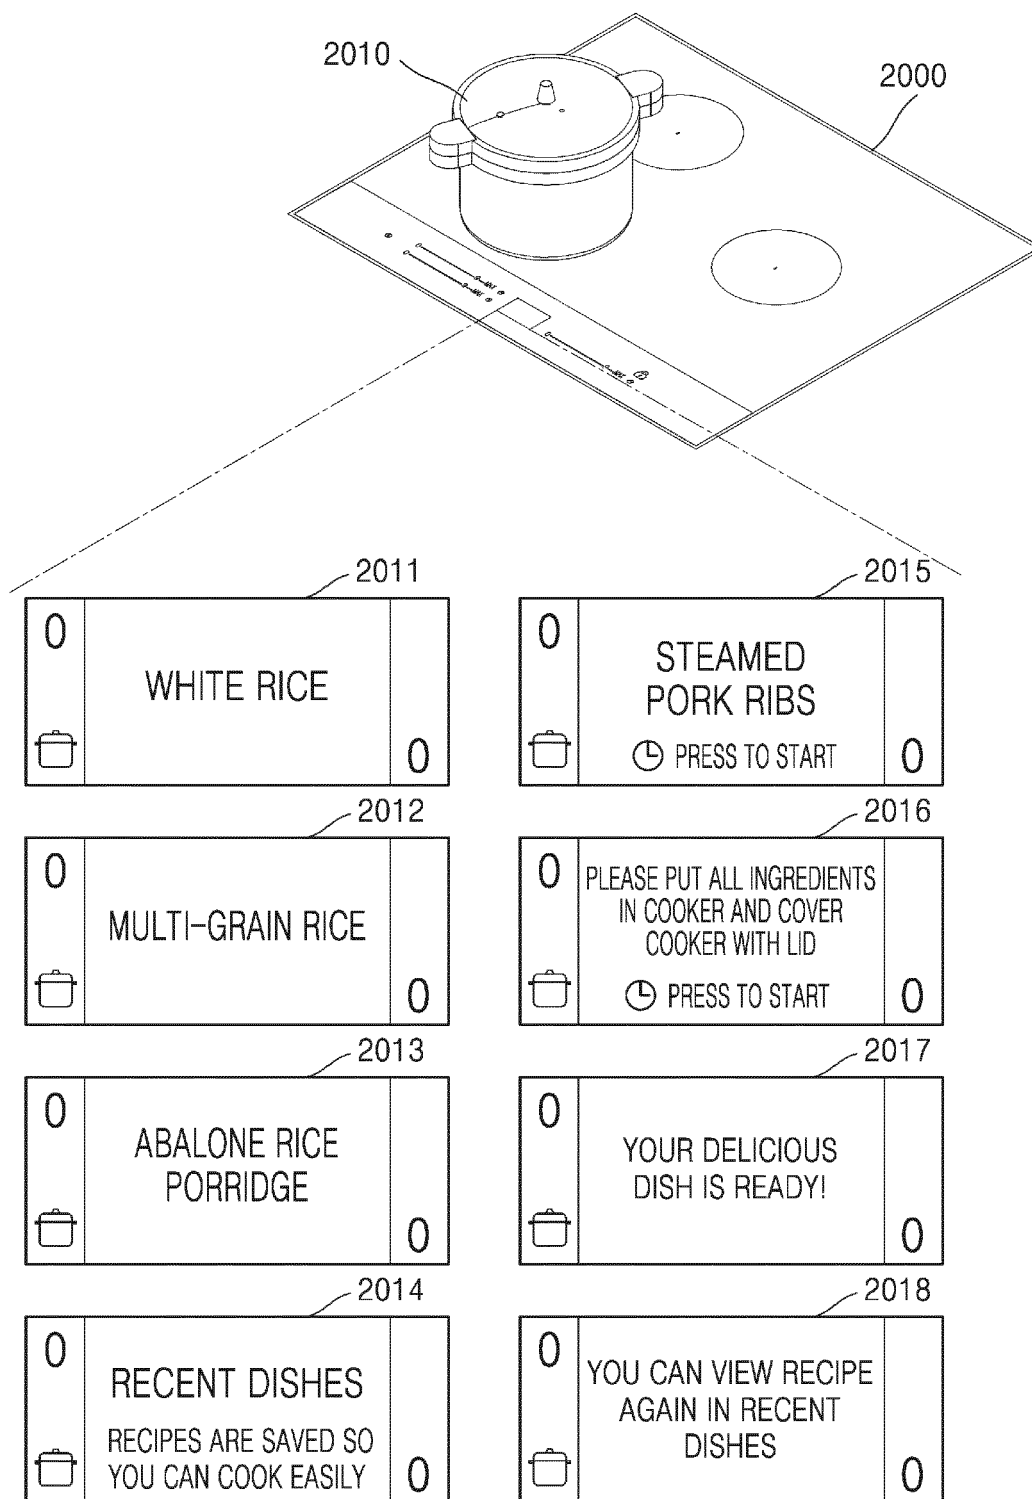 2010
2000
2011
0
WHITE RICE
0
2012
0
MULTI-GRAIN RICE
0
2013
0
ABALONE RICE
PORRIDGE
0
2014
0
RECENT DISHES
RECIPES ARE SAVED SO
YOU CAN COOK EASILY
0
2015
0
STEAMED
PORK RIBS
PRESS TO START
0
2016
0
PLEASE PUT ALL INGREDIENTS
IN COOKER AND COVER
COOKER WITH LID
PRESS TO START
0
2017
0
YOUR DELICIOUS
DISH IS READY!
0
2018
0
YOU CAN VIEW RECIPE
AGAIN IN RECENT
DISHES
0